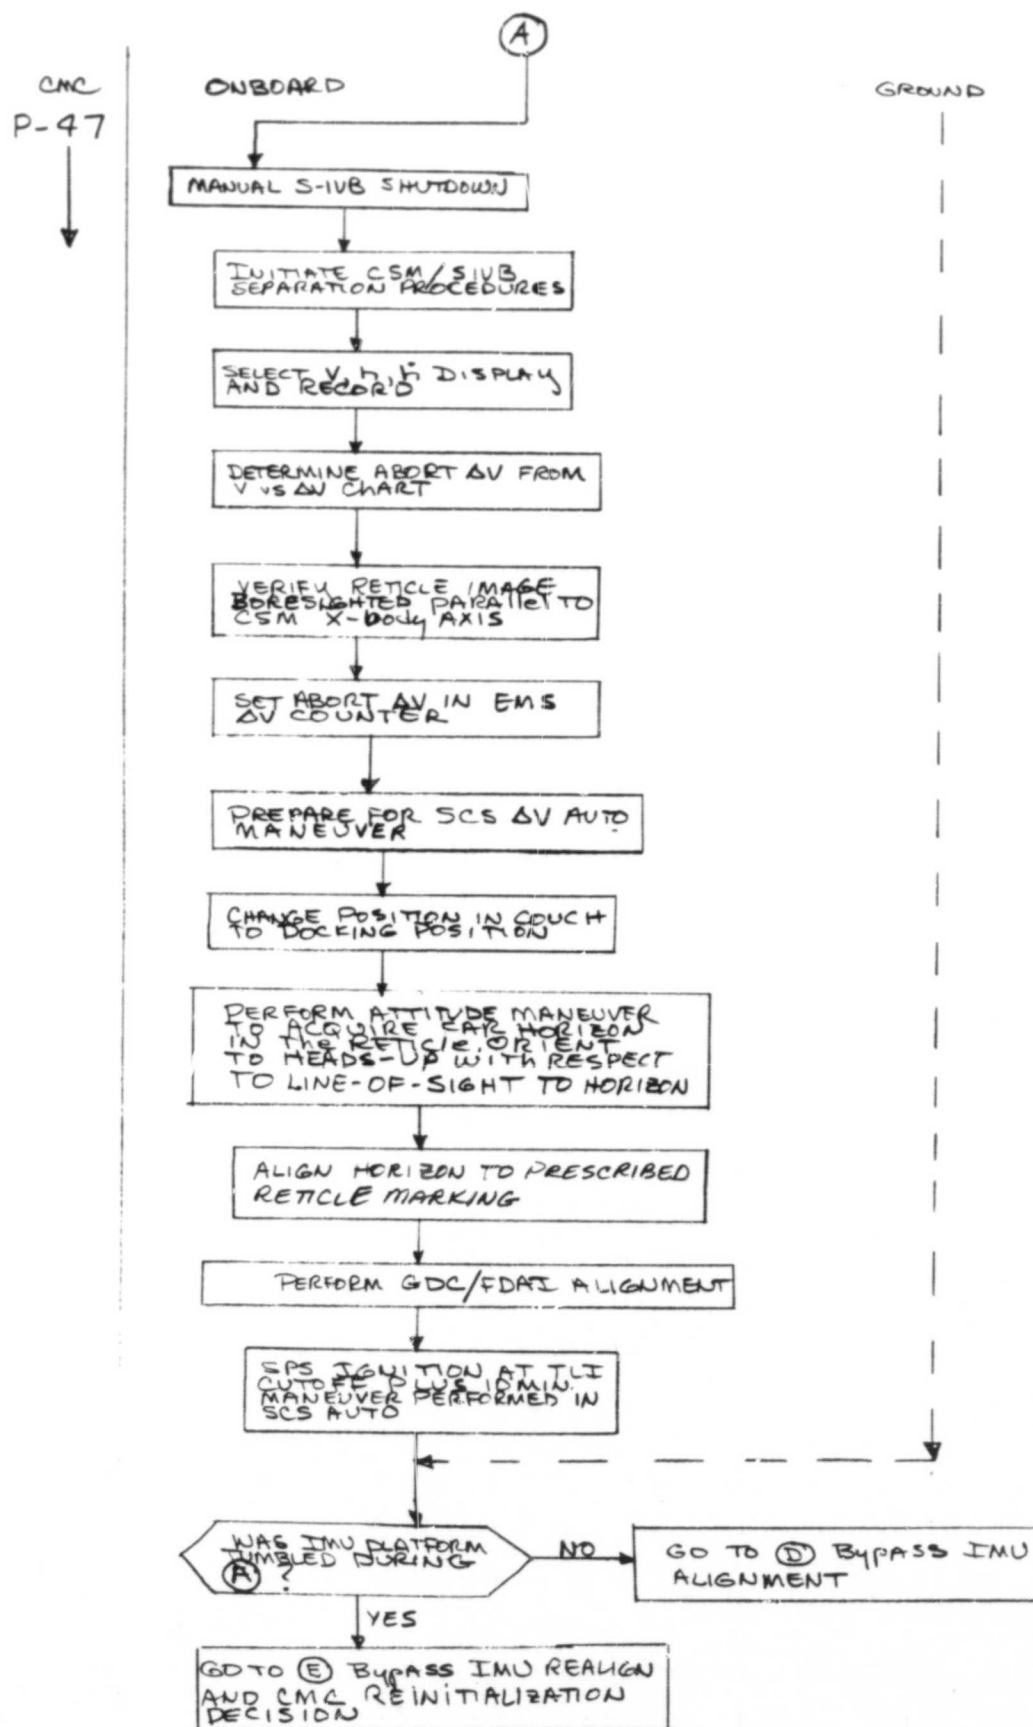 A
CMC
P-47
ONBOARD
GROUND
MANUAL S-IVB SHUTDOWN
INITIATE CSM/SIVB
SEPARATION PROCEDURES
SELECT V, h, ḣ DISPLAY
AND RECORD
DETERMINE ABORT ΔV FROM
V vs ΔV CHART
VERIFY RETICLE IMAGE
BORESIGHTED PARALLEL TO
CSM X-body AXIS
SET ABORT ΔV IN EMS
ΔV COUNTER
PREPARE FOR SCS ΔV AUTO
MANEUVER
CHANGE POSITION IN COUCH
TO DOCKING POSITION
PERFORM ATTITUDE MANEUVER
TO ACQUIRE FAR HORIZON
IN the RETICLE. ORIENT
TO HEADS-UP WITH RESPECT
TO LINE-OF-SIGHT TO HORIZON
ALIGN HORIZON TO PRESCRIBED
RETICLE MARKING
PERFORM GDC/FDAI ALIGNMENT
SPS IGNITION AT TLI
CUTOFF PLUS 10 MIN.
MANEUVER PERFORMED IN
SCS AUTO
WAS IMU PLATFORM
TUMBLED DURING
A ?
NO
GO TO D BYPASS IMU
ALIGNMENT
YES
GO TO E BYPASS IMU REALIGN
AND CMC REINITIALIZATION
DECISION